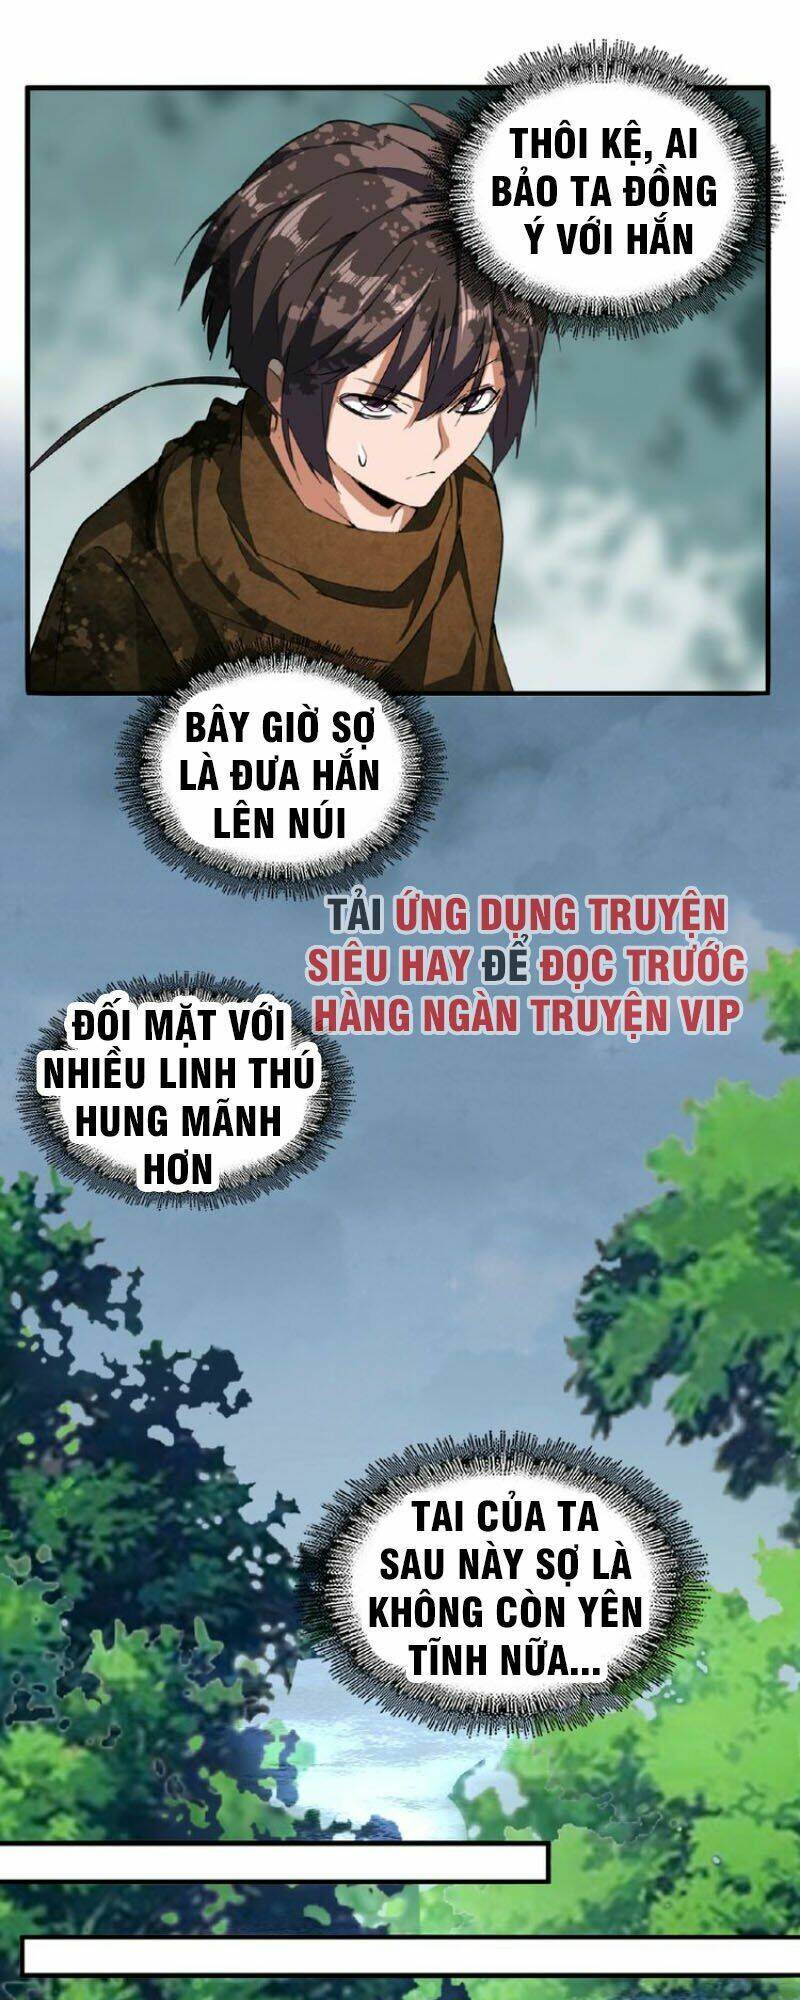 THÔI KỆ, AI
BẢO TA ĐỒNG
Ý VỚI HẮN
BÂY GIỜ SỢ
LÀ ĐƯA HẮN
LÊN NÚI
TẢI ỨNG DỤNG TRUYỆN
SIÊU HAY ĐỂ ĐỌC TRƯỚC
HÀNG NGÀN TRUYỆN VIP
ĐỐI MẶT VỚI
NHIỀU LINH THÚ
HUNG MÃNH
HƠN
TAI CỦA TA
SAU NÀY SỢ LÀ
KHÔNG CÒN YÊN
TĨNH NỮA...